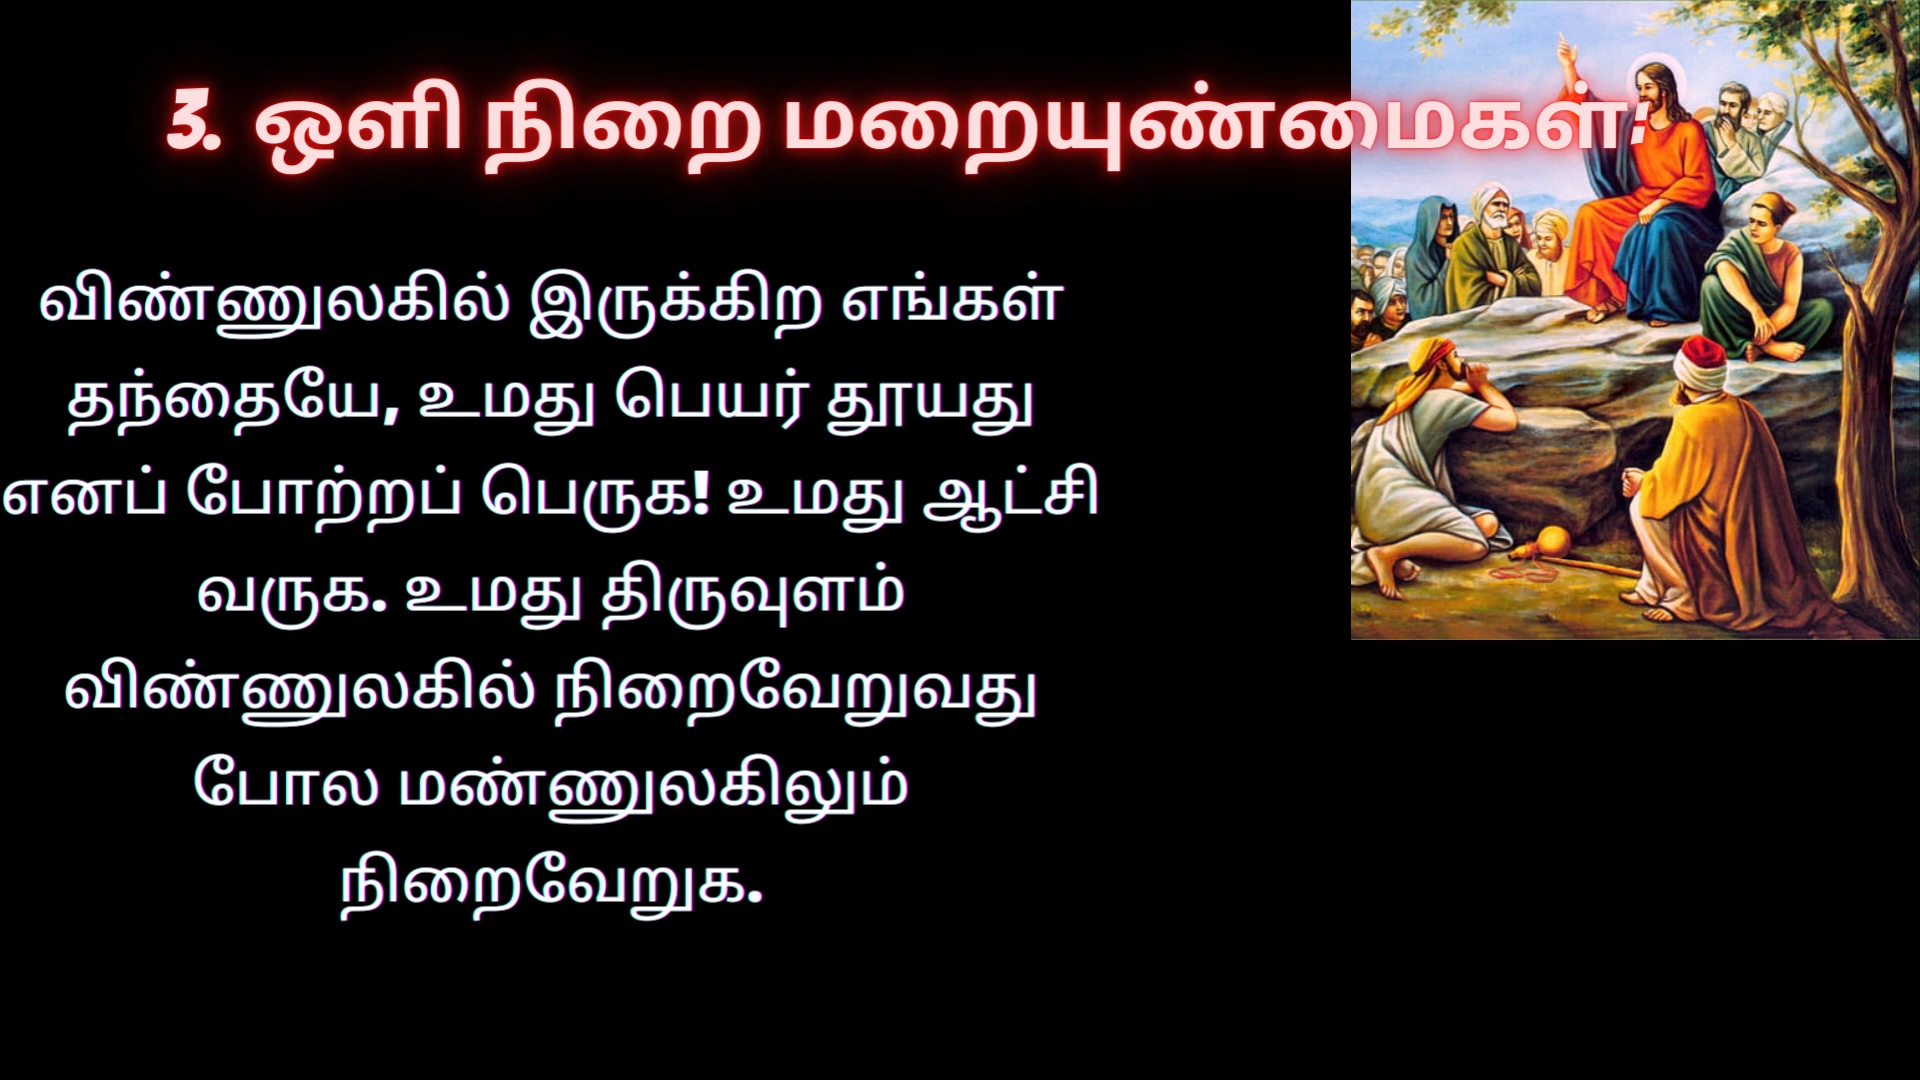 3. ஒளி நிறை மறையுண்மைகள்:
விண்ணுலகில் இருக்கிற எங்கள்
தந்தையே, உமது பெயர் தூயது
எனப் போற்றப் பெருக! உமது ஆட்சி
வருக. உமது திருவுளம்
விண்ணுலகில் நிறைவேறுவது
போல மண்ணுலகிலும்
நிறைவேறுக.